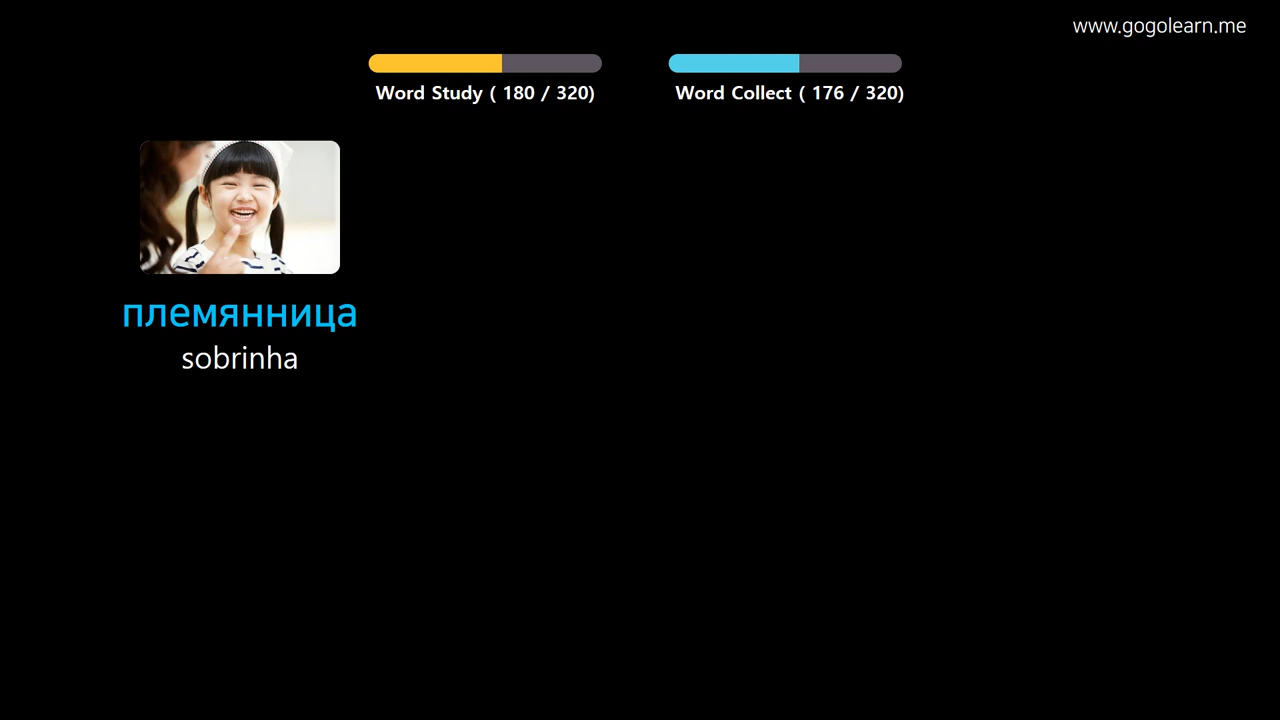 www.gogolearn.me
Word Study ( 180 / 320)
Word Collect ( 176 / 320)
племянница
sobrinha